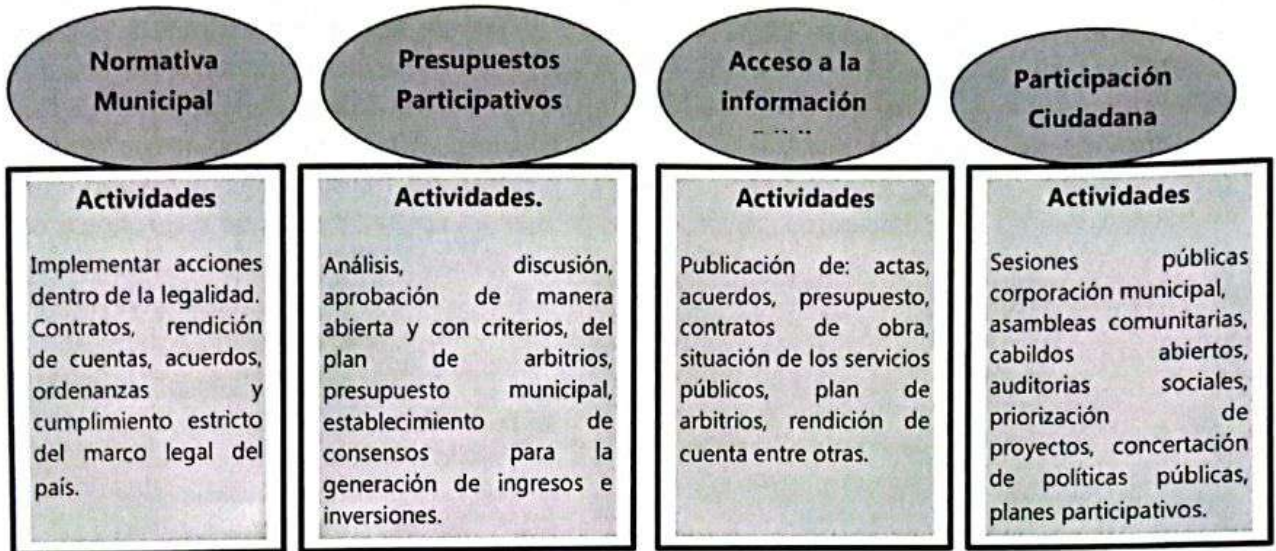 Normativa
Municipal
Actividades
Implementar acciones
dentro de la legalidad.
Contratos, rendición
de cuentas, acuerdos,
ordenanzas y
cumplimiento estricto
del marco legal del
país.
Presupuestos
Participativos
Actividades.
Análisis, discusión,
aprobación de manera
abierta y con criterios, del
plan de arbitrios,
presupuesto municipal,
establecimiento de
consensos para la
generación de ingresos e
inversiones.
Acceso a la
información
Actividades
Publicación de: actas,
acuerdos, presupuesto,
contratos de obra,
situación de los servicios
públicos, plan de
arbitrios, rendición de
cuenta entre otras.
Participación
Ciudadana
Actividades
Sesiones públicas
corporación municipal,
asambleas comunitarias,
cabildos abiertos,
auditorias sociales,
priorización de
proyectos, concertación
de políticas públicas,
planes participativos.